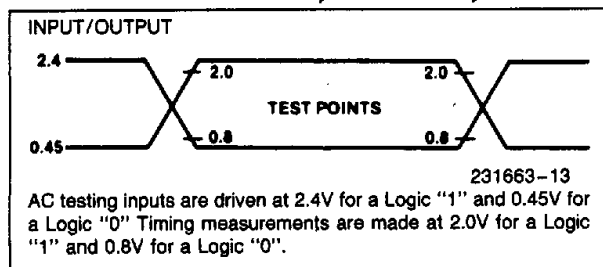 INPUT/OUTPUT
2.4 2.0 2.0
TEST POINTS
0.45 0.8 0.8
231663-13
AC testing inputs are driven at 2.4V for a Logic "1" and 0.45V for
a Logic "0" Timing measurements are made at 2.0V for a Logic
"1" and 0.8V for a Logic "0".